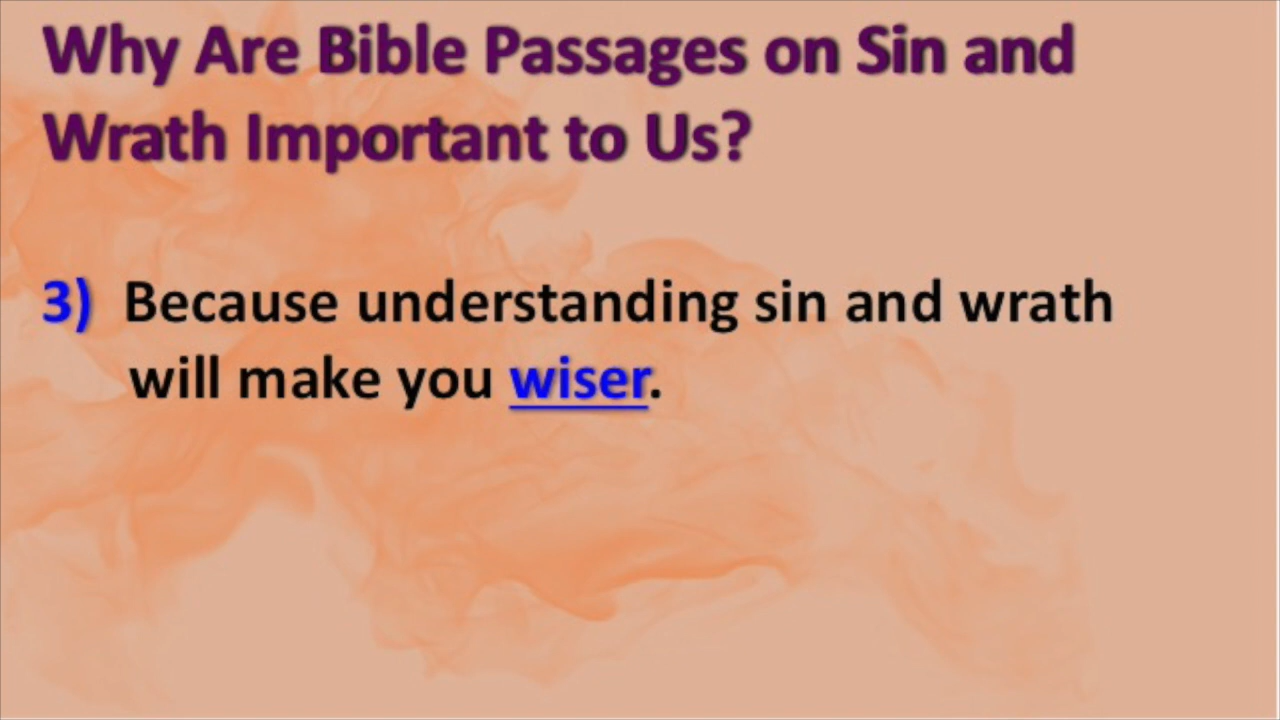 Why Are Bible Passages on Sin and
Wrath Important to Us?
3) Because understanding sin and wrath
will make you wiser.